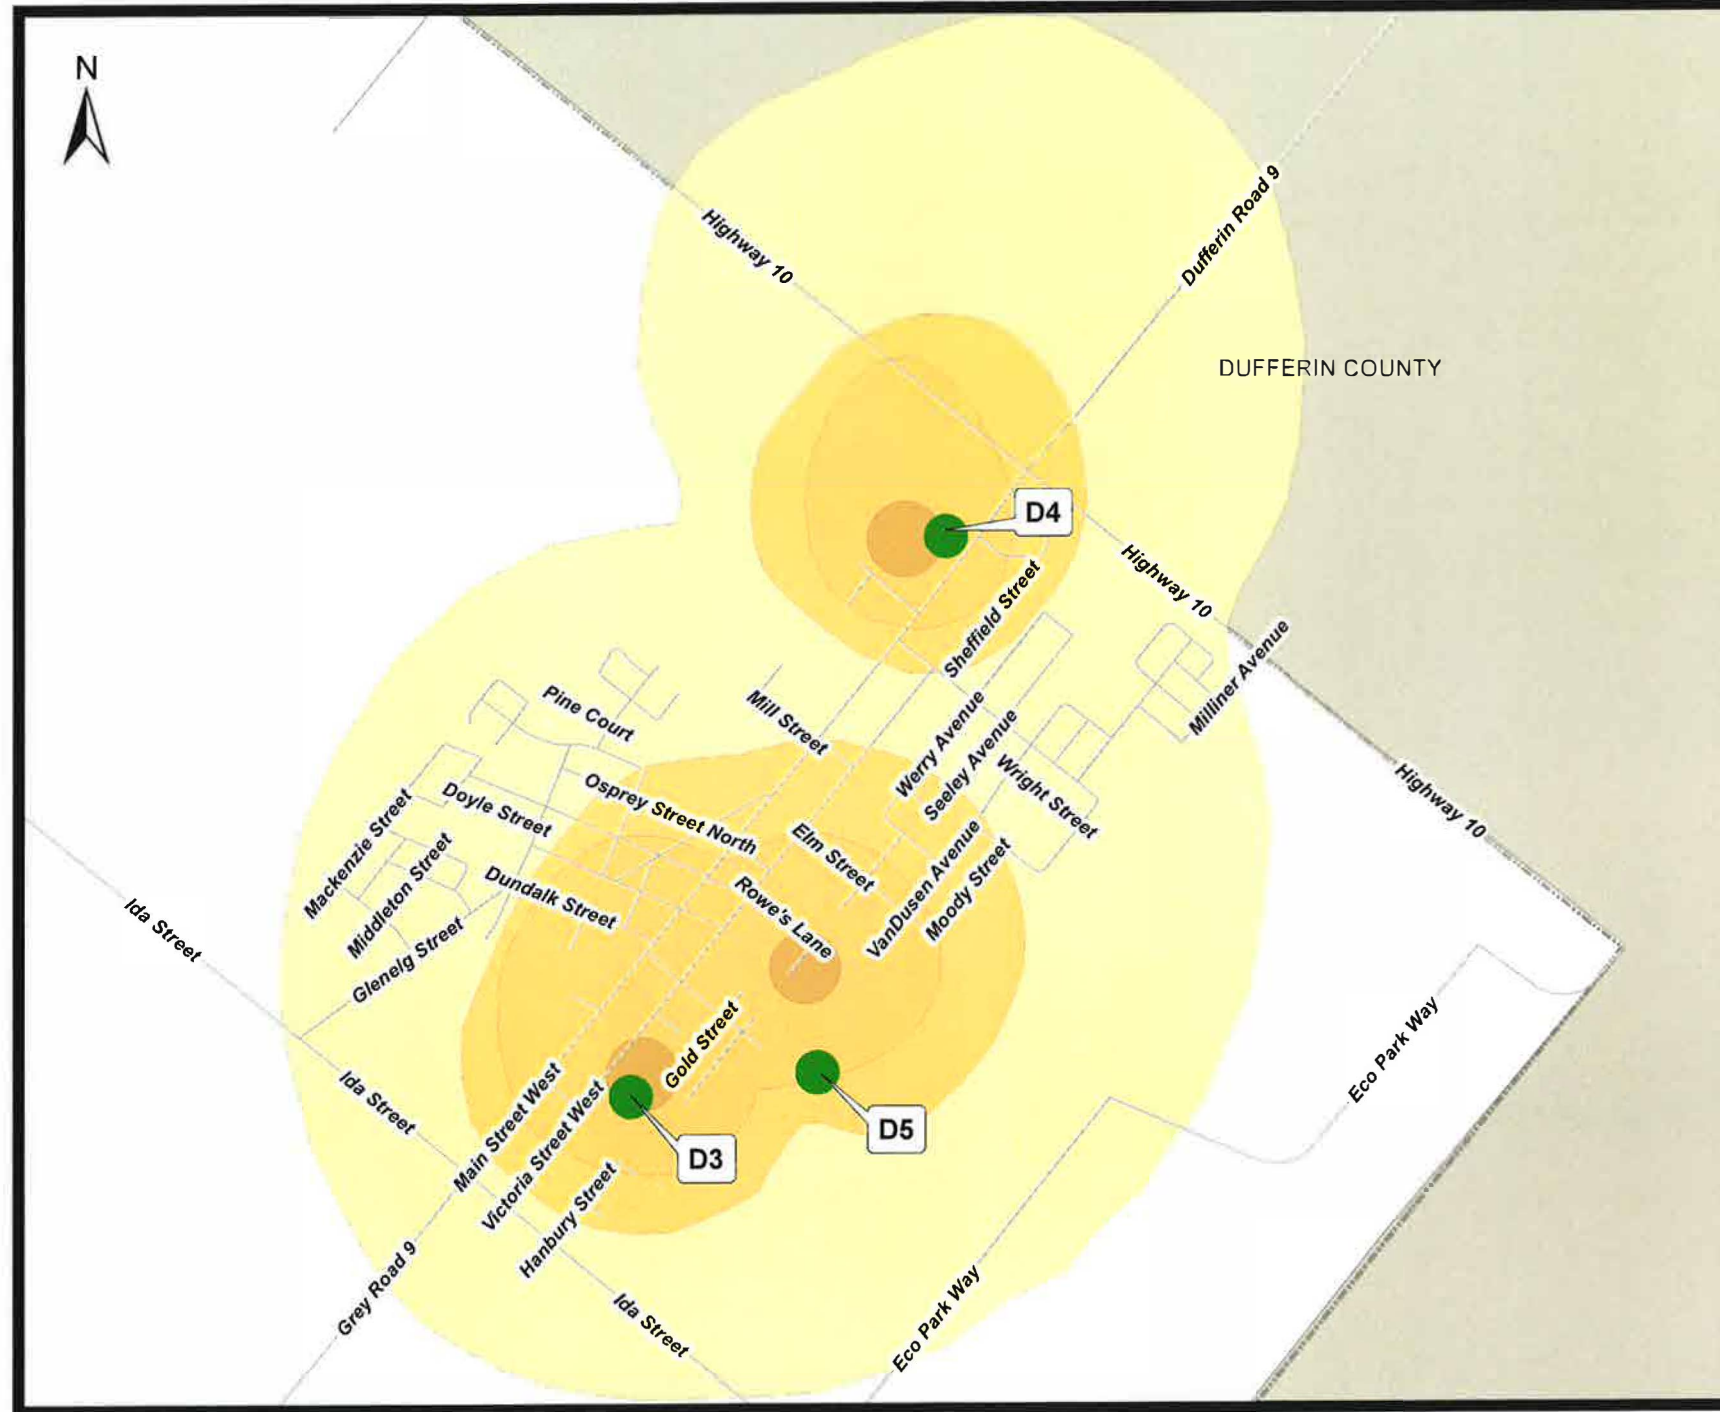 N
Highway 10
Dufferin Road 9
DUFFERIN COUNTY
D4
Highway 10
Sheffield Street
Milliner Avenue
Pine Court
Mill Street
Werry Avenue
Seeley Avenue
Wright Street
Highway 10
Mackenzie Street
Doyle Street
Osprey Street North
Elm Street
Middleton Street
Dundalk Street
Rowe's Lane
VanDusen Avenue
Moody Street
Ida Street
Glenelg Street
Gold Street
Eco Park Way
Ida Street
Main Street West
Victoria Street West
D5
D3
Hanbury Street
Grey Road 9
Ida Street
Eco Park Way